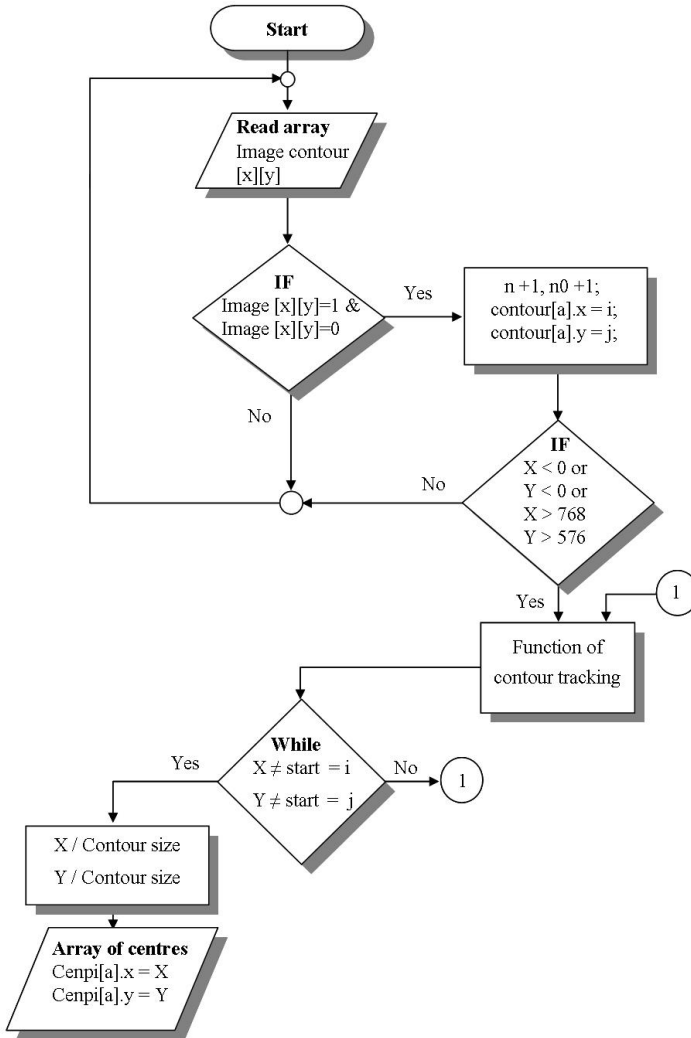 Start
Read array
Image contour
[x][y]
IF
Image [x][y]=1 &
Image [x][y]=0
Yes
n +1, n0 +1;
contour[a].x = i;
contour[a].y = j;
No
IF
X < 0 or
Y < 0 or
X > 768
Y > 576
No
Yes
1
Function of
contour tracking
While
X ≠ start = i
Y ≠ start = j
Yes
No
1
X / Contour size
Y / Contour size
Array of centres
Cenpi[a].x = X
Cenpi[a].y = Y